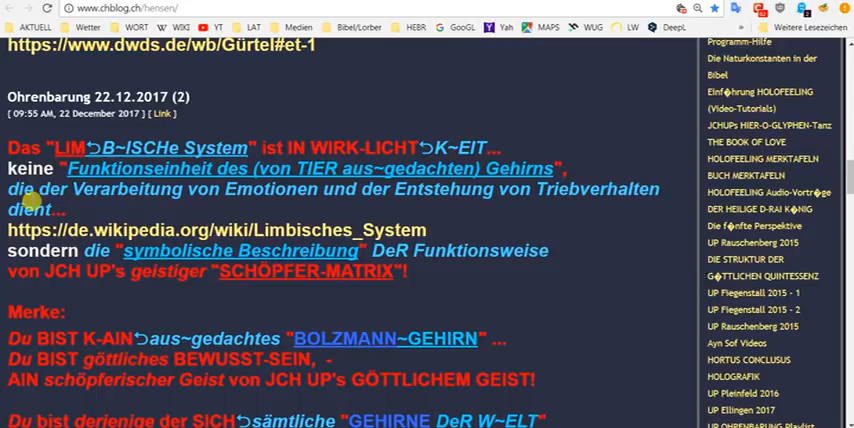 www.chblog.ch/hensen/
AKTUELL Wetter WORT WIKI YT LAT Medien Bibel/Lorber HEBR GooGL Yah MAPS WUG LW DeepL Weitere Lesezeichen
https://www.dwds.de/wb/Gürtel#et-1
Ohrenbarung 22.12.2017 (2)
[ 09:55 AM, 22 December 2017 ] [ Link ]
Das "LIM⮌B~ISCHe System" ist IN WIRK-LICHT⮌K~EIT...
keine "Funktionseinheit des (von TIER aus~gedachten) Gehirns",
die der Verarbeitung von Emotionen und der Entstehung von Triebverhalten
dient...
https://de.wikipedia.org/wiki/Limbisches_System
sondern die "symbolische Beschreibung" DeR Funktionsweise
von JCH UP's geistiger "SCHÖPFER-MATRIX"!
Merke:
Du BIST K-AIN⮌aus~gedachtes "BOLZMANN~GEHIRN" ...
Du BIST göttliches BEWUSST-SEIN, -
AIN schöpferischer Geist von JCH UP's GÖTTLICHEM GEIST!
Du bist derjenige der SICH⮌sämtliche "GEHIRNE DeR W~ELT"
Programm-Hilfe
Die Naturkonstanten in der
Bibel
Einf�hrung HOLOFEELING
(Video-Tutorials)
JCHUPs HIER-O-GLYPHEN-Tanz
THE BOOK OF LOVE
HOLOFEELING MERKTAFELN
BUCH MERKTAFELN
HOLOFEELING Audio-Vortr�ge
DER HEILIGE D-RAI K�NIG
Die f�nfte Perspektive
UP Rauschenberg 2015
DIE STRUKTUR DER
G�TTLICHEN QUINTESSENZ
UP Fiegenstall 2015 - 1
UP Fiegenstall 2015 - 2
UP Rauschenberg 2015
Ayn Sof Videos
HORTUS CONCLUSUS
HOLOGRAFIK
UP Pleinfeld 2016
UP Ellingen 2017
UP OHRENBARUNG Playlist